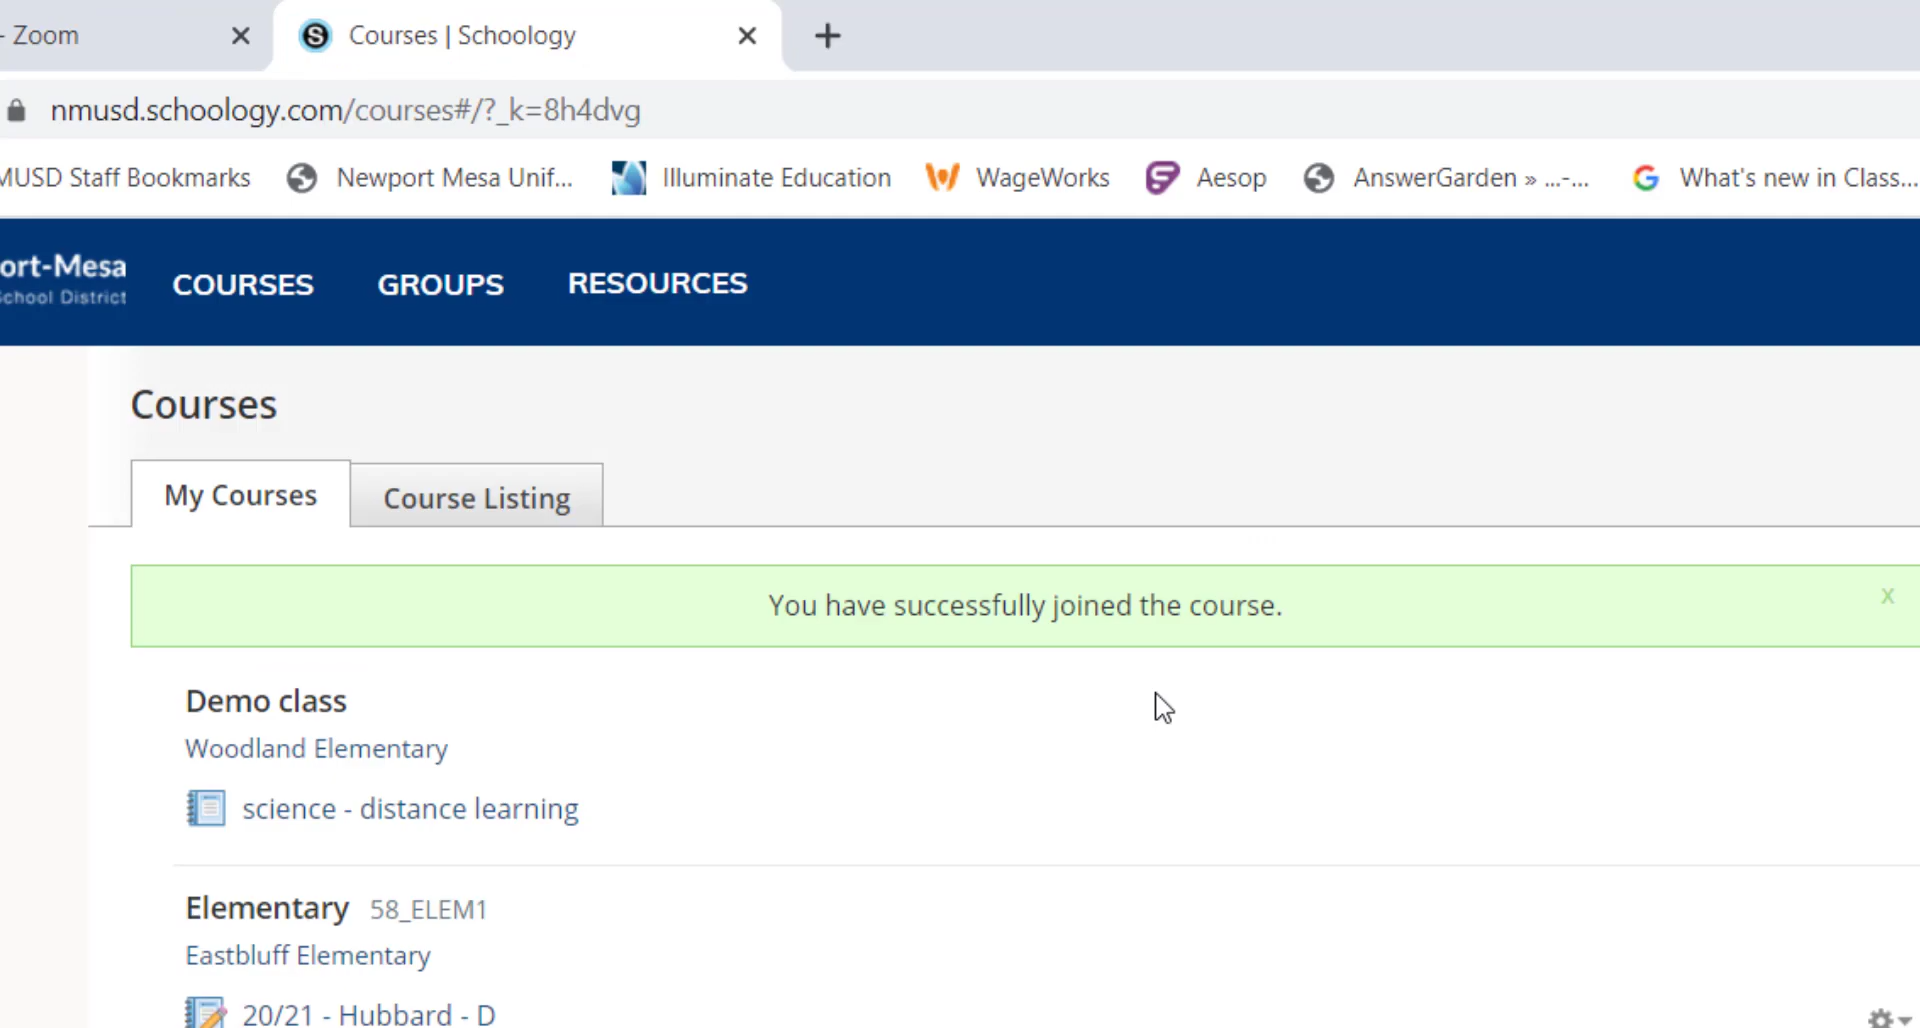 - Zoom
Courses | Schoology
nmusd.schoology.com/courses#/?_k=8h4dvg
MUSD Staff Bookmarks Newport Mesa Unif... Illuminate Education WageWorks Aesop AnswerGarden » ...-... What's new in Class...
ort-Mesa
School District
COURSES GROUPS RESOURCES
Courses
My Courses Course Listing
You have successfully joined the course. x
Demo class
Woodland Elementary
science - distance learning
Elementary 58_ELEM1
Eastbluff Elementary
20/21 - Hubbard - D